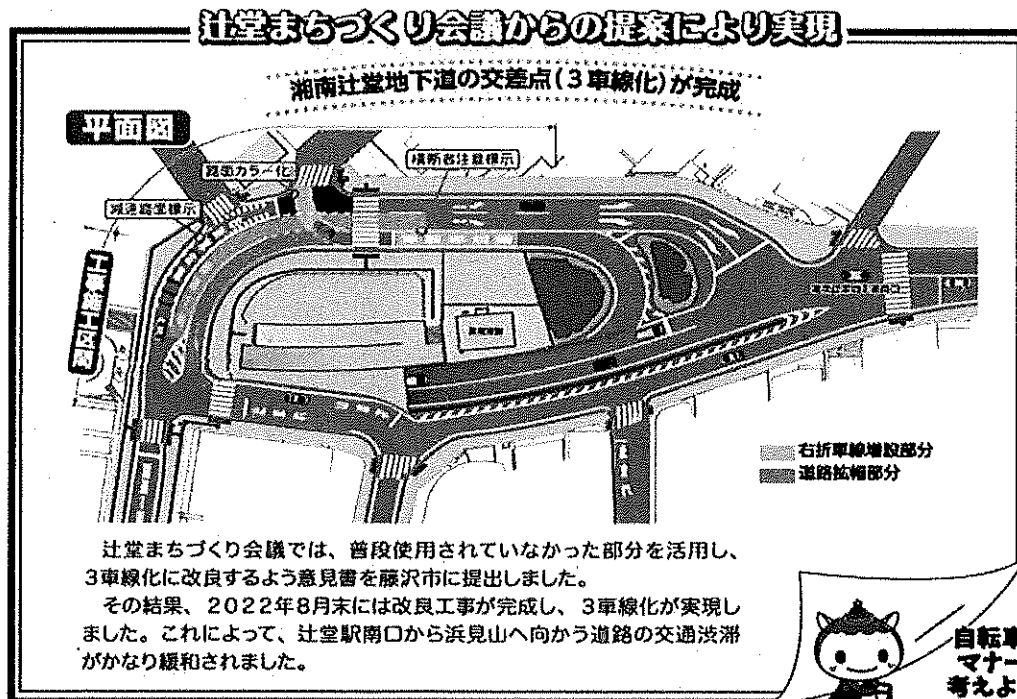 辻堂まちづくり会議からの提案により実現
湘南辻堂地下道の交差点(3車線化)が完成
平面図
路面カラー化
横断者注意標示
減速路面標示
工事施工区間
右折車線増設部分
道路拡幅部分
辻堂まちづくり会議では、普段使用されていなかった部分を活用し、
3車線化に改良するよう意見書を藤沢市に提出しました。
その結果、2022年8月末には改良工事が完成し、3車線化が実現し
ました。これによって、辻堂駅南口から浜見山へ向かう道路の交通渋滞
がかなり緩和されました。
自転車
マナー
考えよ